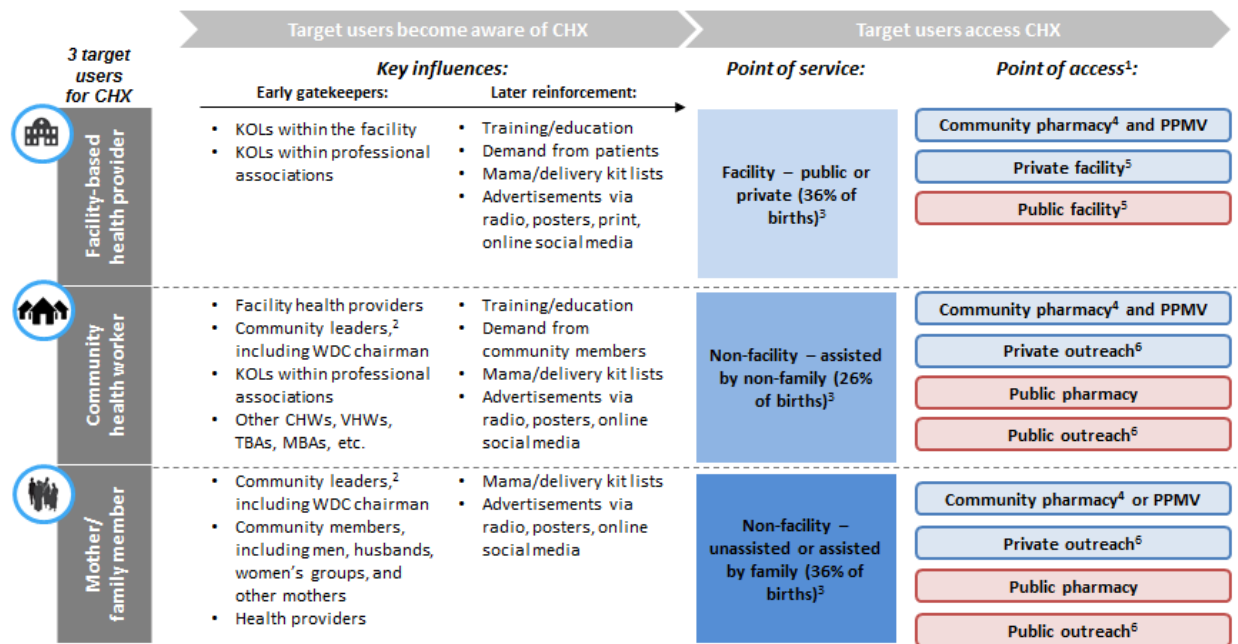 Target users become aware of CHX
Target users access CHX
3 target
users
for CHX
Key influences:
Point of service:
Point of access¹:
Early gatekeepers:
Later reinforcement:
Facility-based
health provider
• KOLs within the facility
• KOLs within professional
associations
• Training/education
• Demand from patients
• Mama/delivery kit lists
• Advertisements via
radio, posters, print,
online social media
Facility – public or
private (36% of
births)³
Community pharmacy⁴ and PPMV
Private facility⁵
Public facility⁵
Community
health worker
• Facility health providers
• Community leaders,²
including WDC chairman
• KOLs within professional
associations
• Other CHWs, VHWs,
TBAs, MBAs, etc.
• Training/education
• Demand from
community members
• Mama/delivery kit lists
• Advertisements via
radio, posters, online
social media
Non-facility – assisted
by non-family (26%
of births)³
Community pharmacy⁴ and PPMV
Private outreach⁶
Public pharmacy
Public outreach⁶
Mother/
family member
• Community leaders,²
including WDC chairman
• Community members,
including men, husbands,
women's groups, and
other mothers
• Health providers
• Mama/delivery kit lists
• Advertisements via
radio, posters, online
social media
Non-facility –
unassisted or assisted
by family (36% of
births)³
Community pharmacy⁴ or PPMV
Private outreach⁶
Public pharmacy
Public outreach⁶